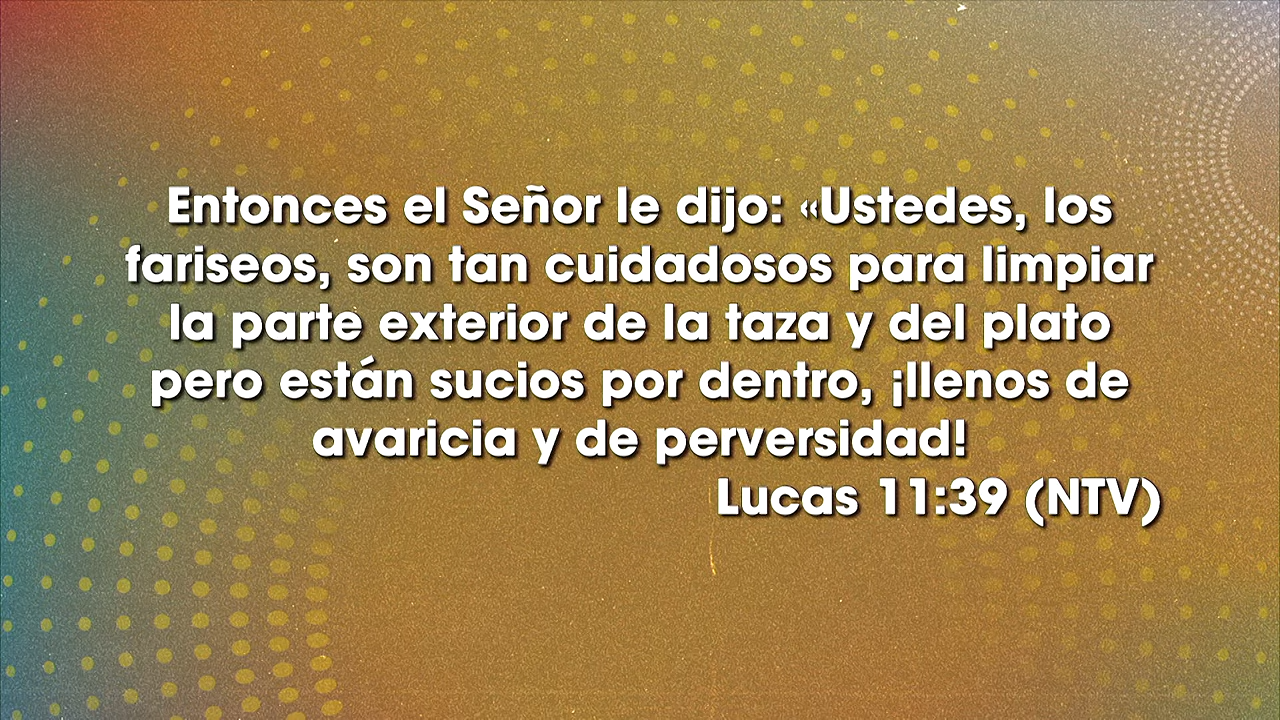 Entonces el Señor le dijo: «Ustedes, los
fariseos, son tan cuidadosos para limpiar
la parte exterior de la taza y del plato
pero están sucios por dentro, ¡llenos de
avaricia y de perversidad!
Lucas 11:39 (NTV)